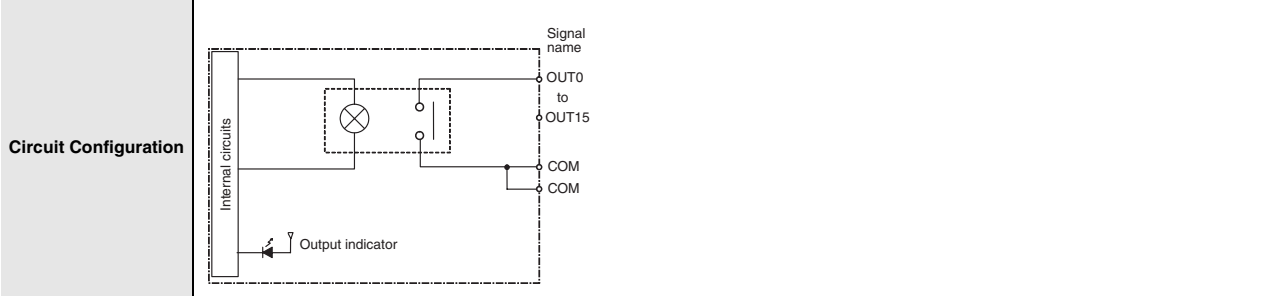 Circuit Configuration
Internal circuits
Signal
name
OUT0
to
OUT15
COM
COM
Output indicator